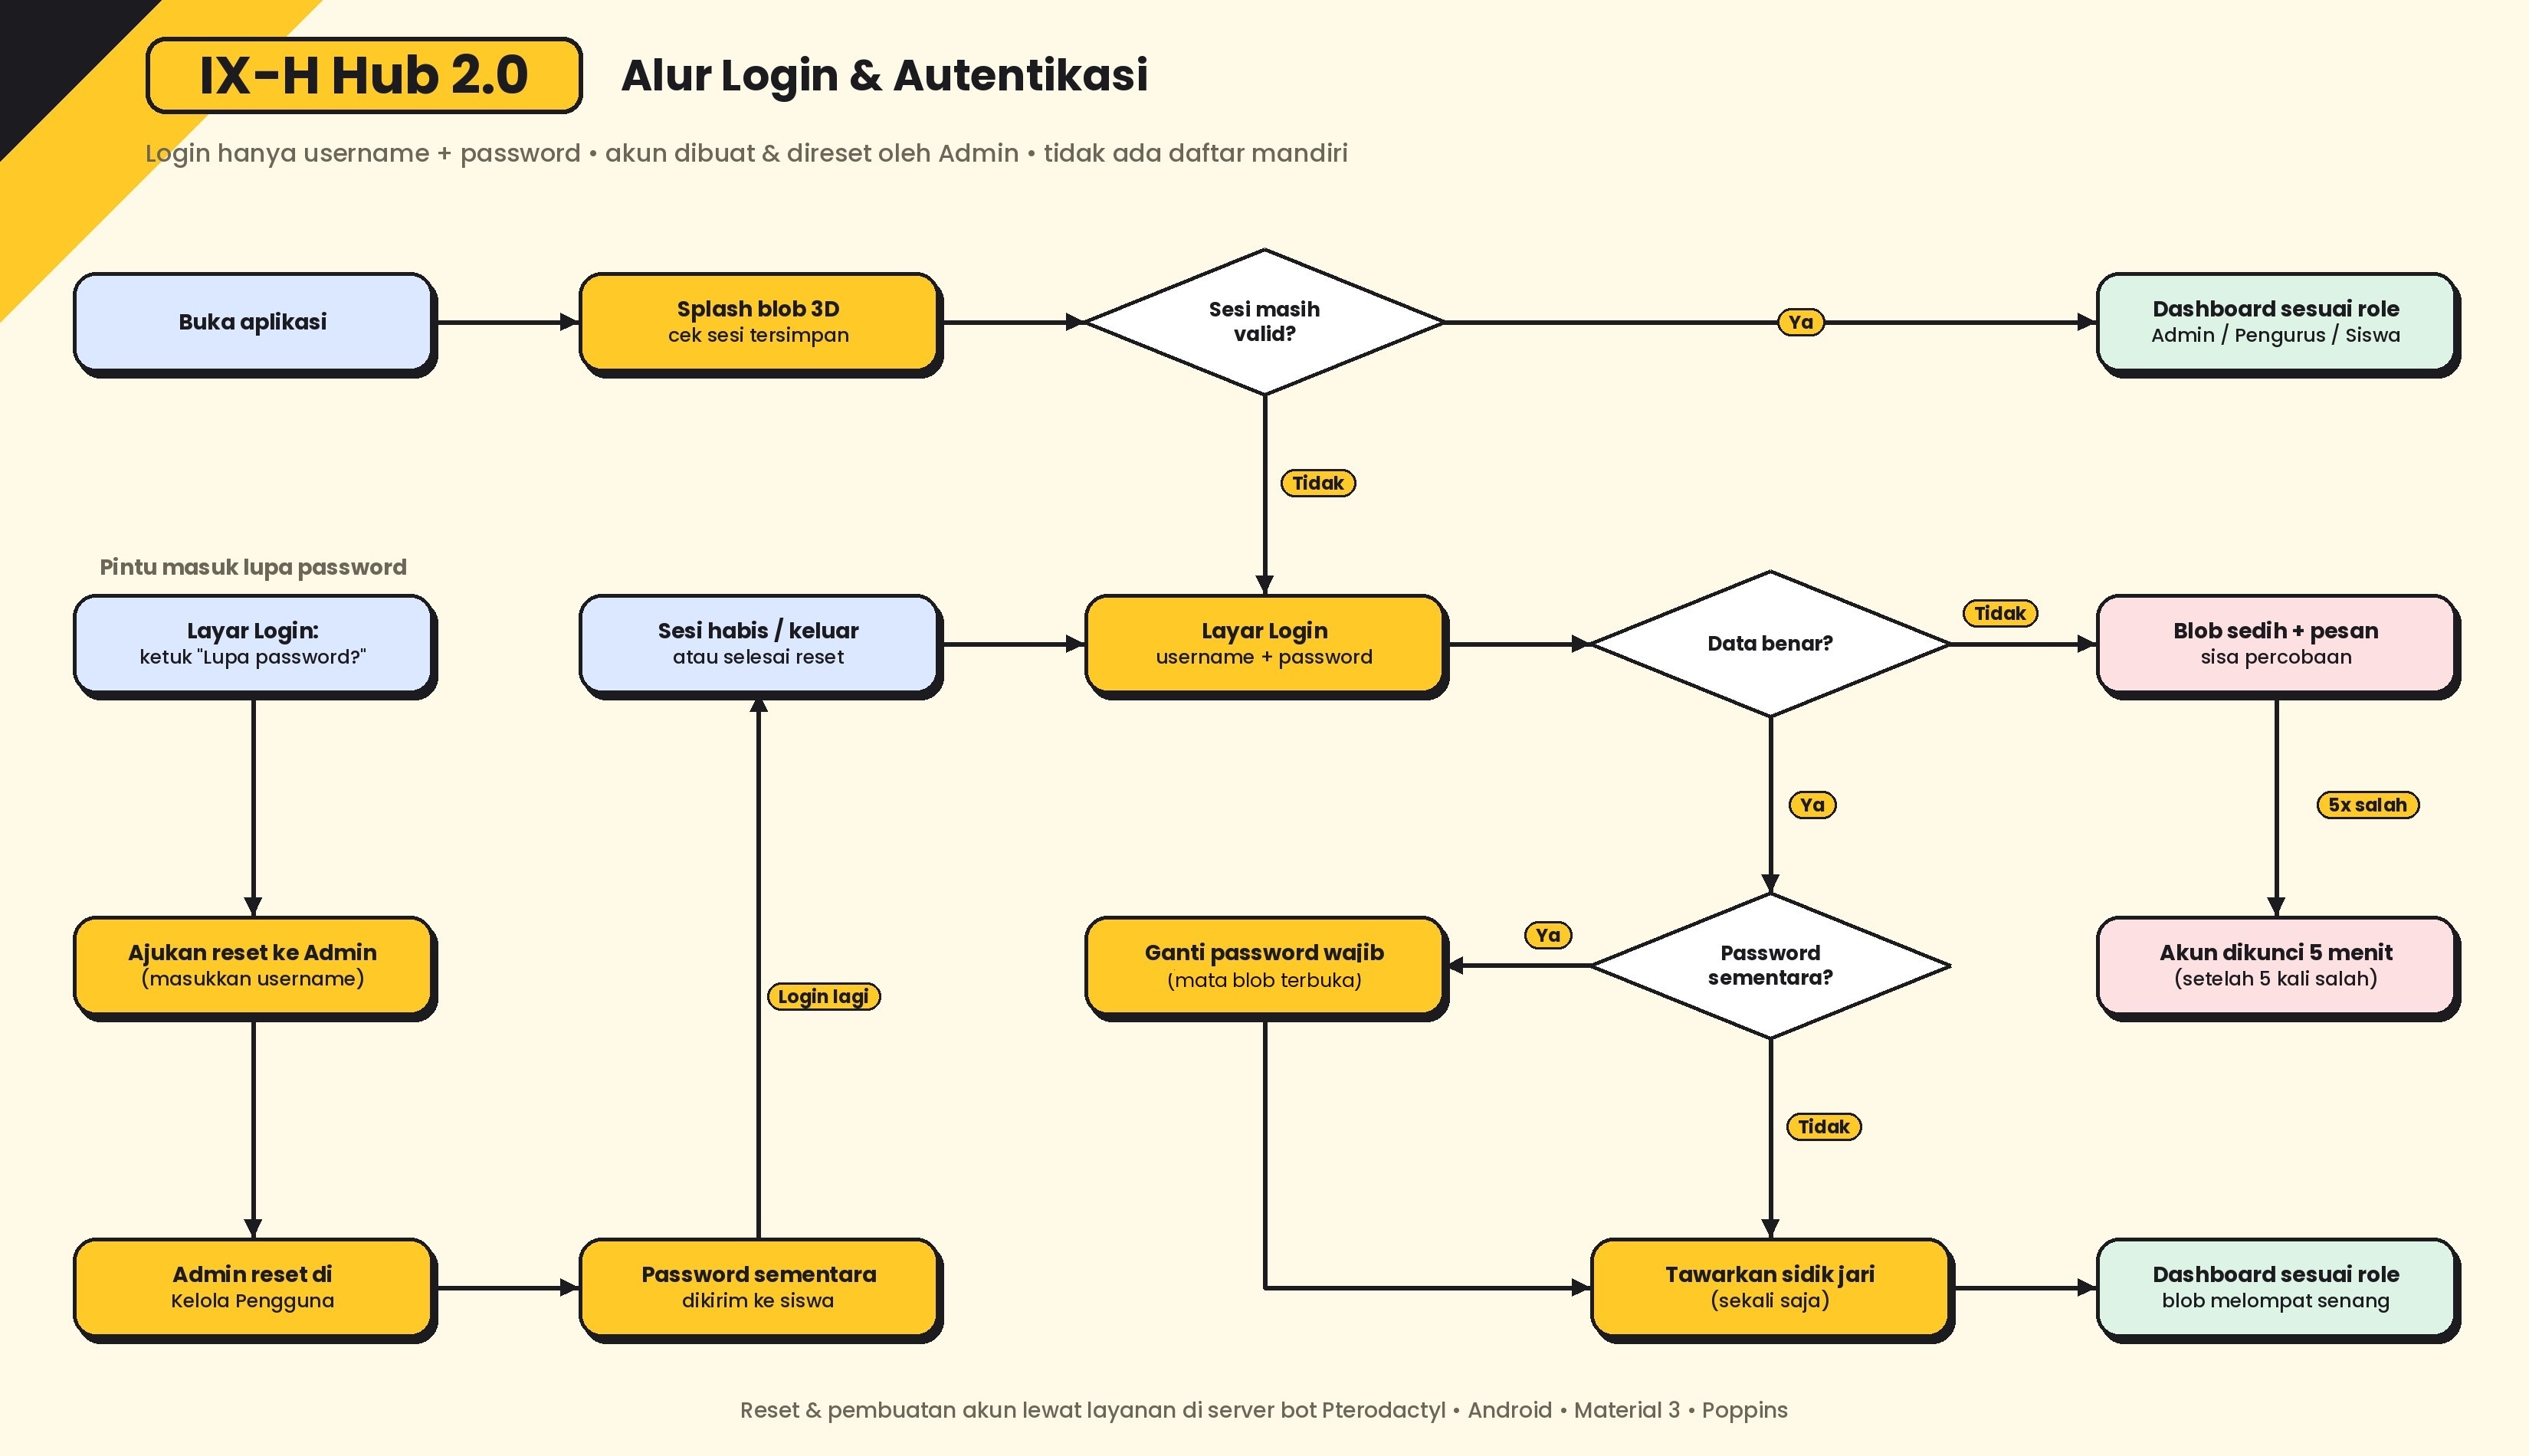 IX-H Hub 2.0
Alur Login & Autentikasi
Login hanya username + password • akun dibuat & direset oleh Admin • tidak ada daftar mandiri
Buka aplikasi
Splash blob 3D
cek sesi tersimpan
Sesi masih
valid?
Ya
Dashboard sesuai role
Admin / Pengurus / Siswa
Tidak
Pintu masuk lupa password
Layar Login:
ketuk "Lupa password?"
Sesi habis / keluar
atau selesai reset
Layar Login
username + password
Data benar?
Tidak
Blob sedih + pesan
sisa percobaan
Ya
5x salah
Ajukan reset ke Admin
(masukkan username)
Login lagi
Ganti password wajib
(mata blob terbuka)
Ya
Password
sementara?
Akun dikunci 5 menit
(setelah 5 kali salah)
Tidak
Admin reset di
Kelola Pengguna
Password sementara
dikirim ke siswa
Tawarkan sidik jari
(sekali saja)
Dashboard sesuai role
blob melompat senang
Reset & pembuatan akun lewat layanan di server bot Pterodactyl • Android • Material 3 • Poppins